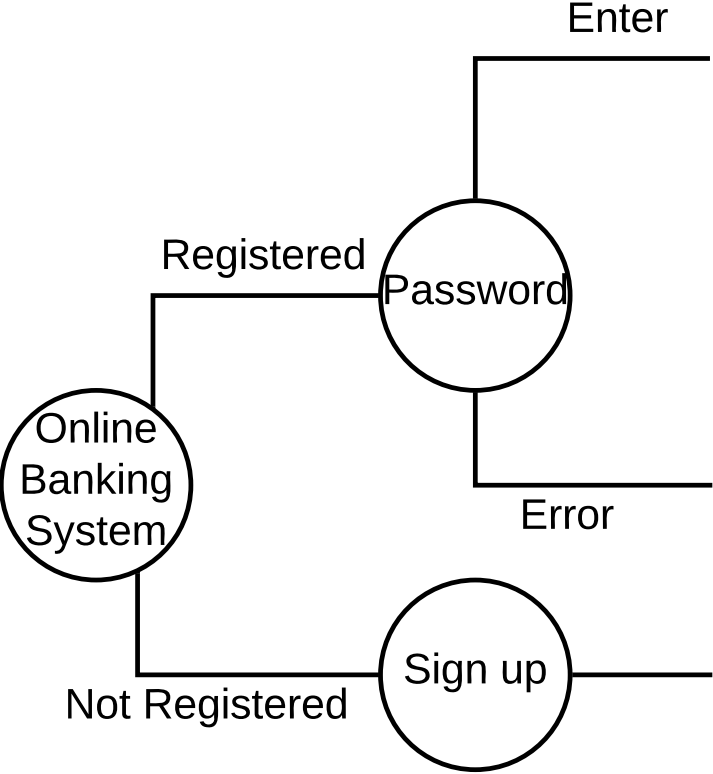 Enter
Registered
Password
Online
Banking
System
Error
Sign up
Not Registered